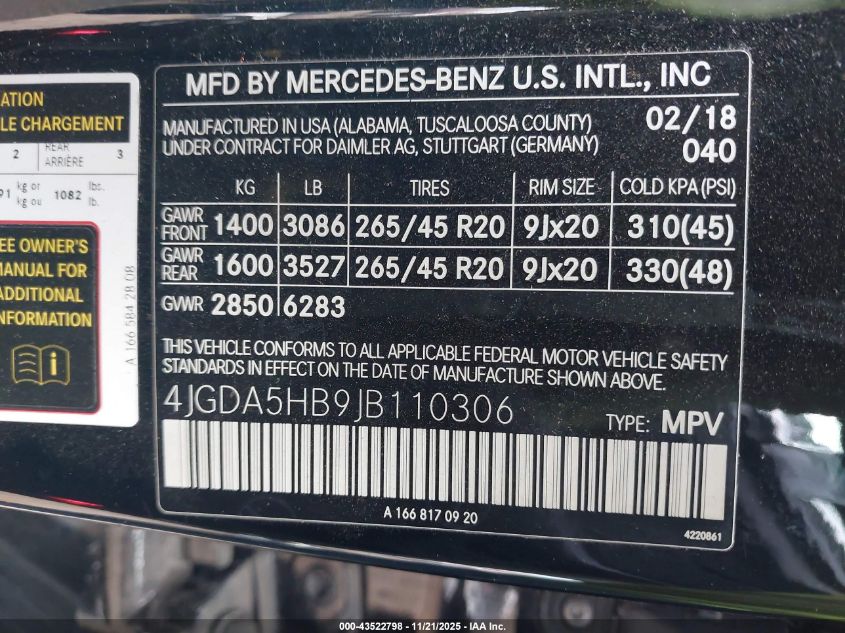 ATION
LE CHARGEMENT
2 REAR ARRIÈRE 3
91 kg or kg ou 1082 lbs. lb.
EE OWNER'S
MANUAL FOR
ADDITIONAL
NFORMATION
A 166 584 28 08
MFD BY MERCEDES-BENZ U.S. INTL., INC
MANUFACTURED IN USA (ALABAMA, TUSCALOOSA COUNTY) 02/18
UNDER CONTRACT FOR DAIMLER AG, STUTTGART (GERMANY) 040
KG LB TIRES RIM SIZE COLD KPA (PSI)
GAWR FRONT 1400 3086 265/45 R20 9Jx20 310(45)
GAWR REAR 1600 3527 265/45 R20 9Jx20 330(48)
GVWR 2850 6283
THIS VEHICLE CONFORMS TO ALL APPLICABLE FEDERAL MOTOR VEHICLE SAFETY
STANDARDS IN EFFECT ON THE DATE OF MANUFACTURE SHOWN ABOVE.
4JGDA5HB9JB110306 TYPE: MPV
A 166 817 09 20
4220861
000-43522798 - 11/21/2025 - IAA Inc.